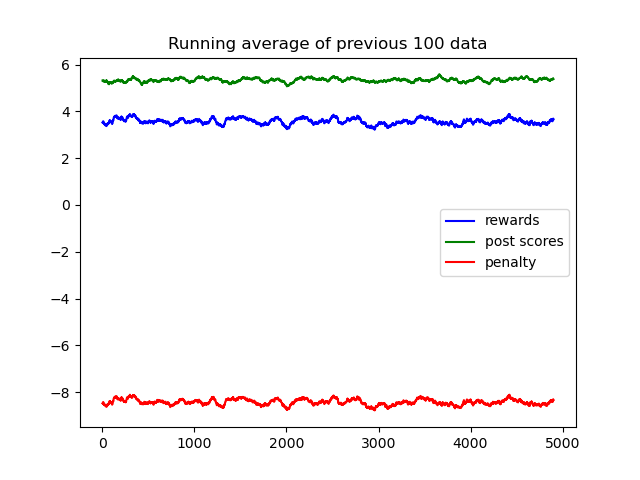 Running average of previous 100 data
6
4
2
0
−2
−4
−6
−8
rewards
post scores
penalty
0 1000 2000 3000 4000 5000